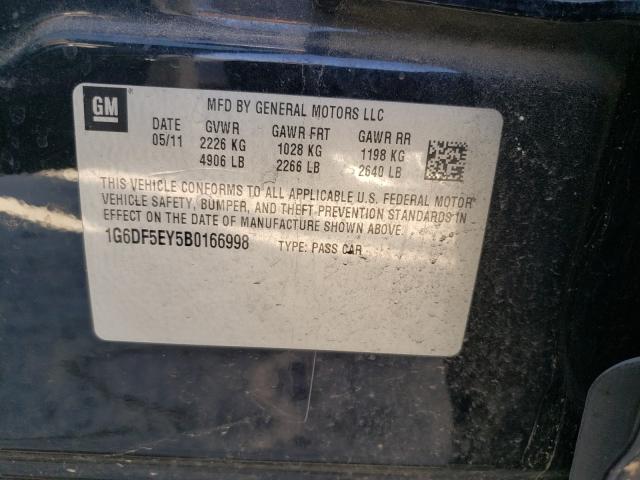 GM
MFD BY GENERAL MOTORS LLC
DATE GVWR GAWR FRT GAWR RR
05/11 2226 KG 1028 KG 1198 KG
4906 LB 2266 LB 2640 LB
THIS VEHICLE CONFORMS TO ALL APPLICABLE U.S. FEDERAL MOTOR
VEHICLE SAFETY, BUMPER, AND THEFT PREVENTION STANDARDS IN
EFFECT ON THE DATE OF MANUFACTURE SHOWN ABOVE.
1G6DF5EY5B0166998 TYPE: PASS CAR